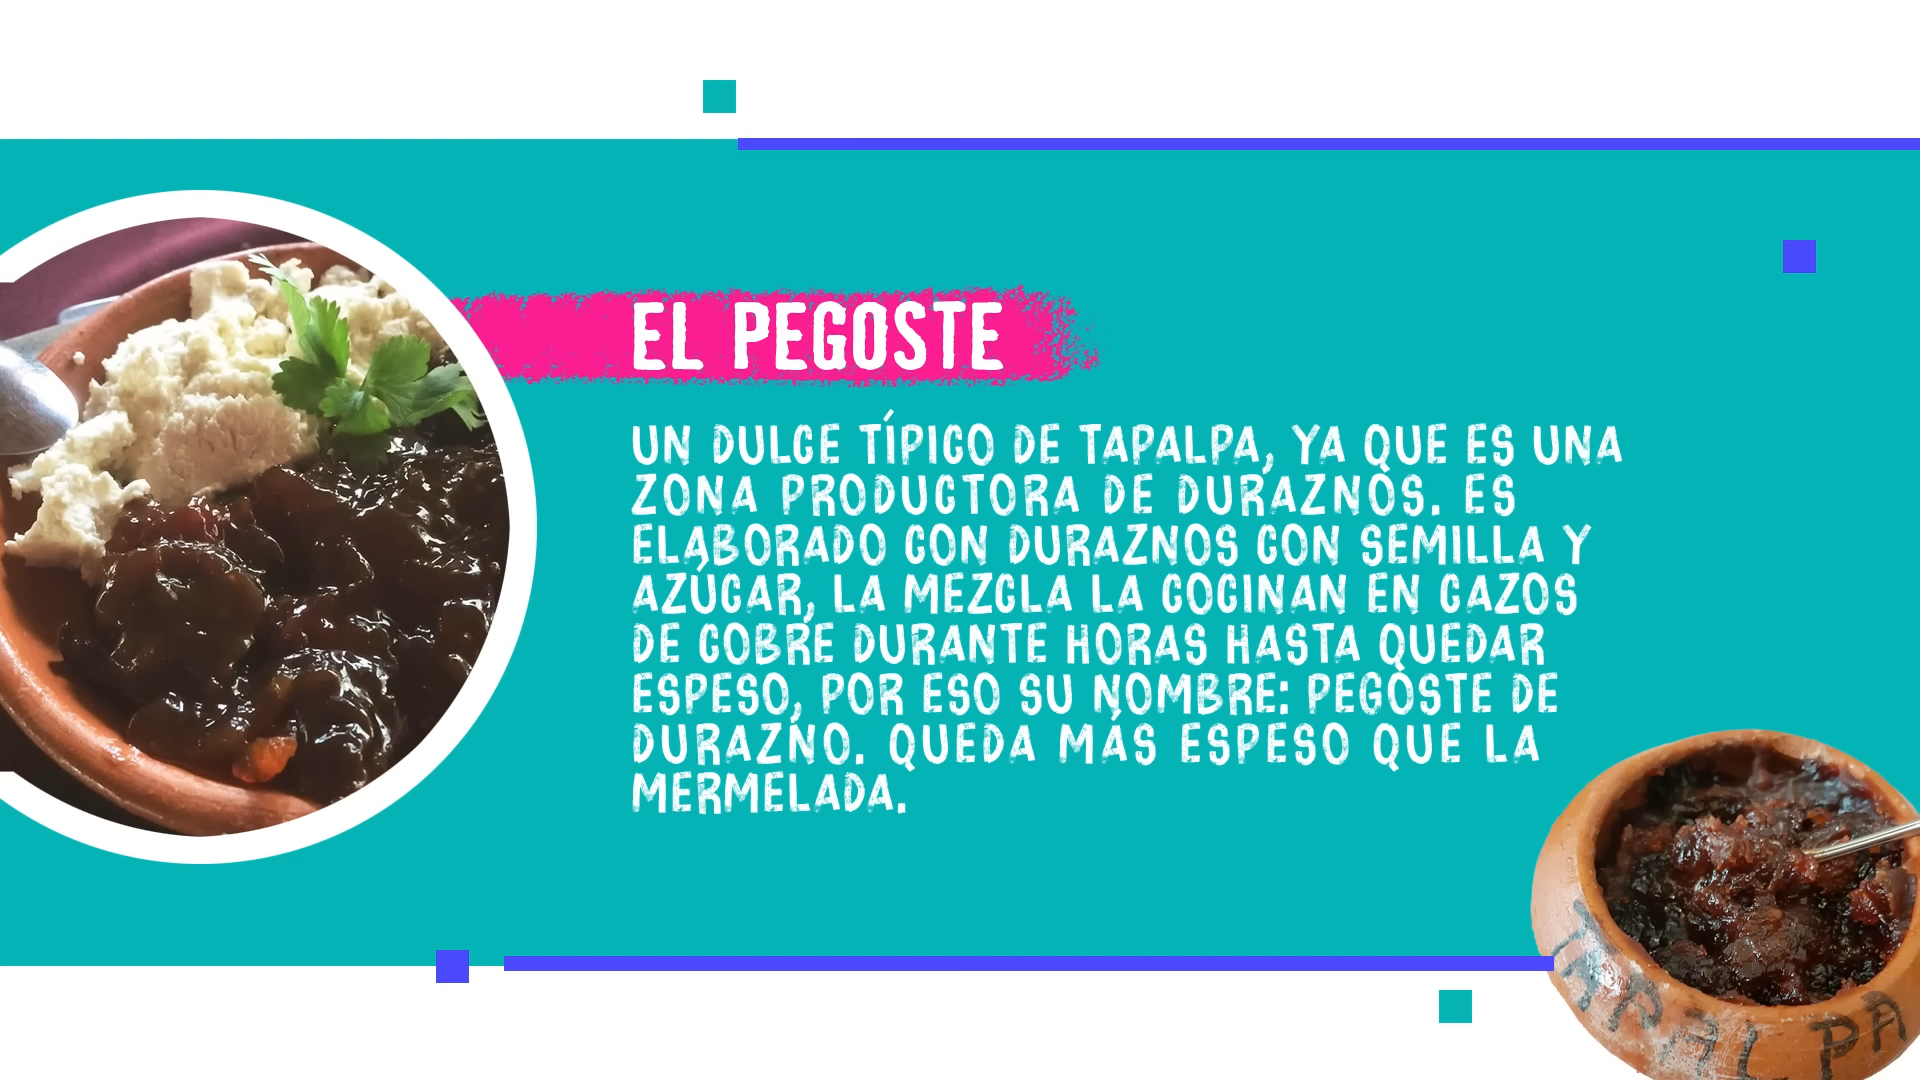 EL PEGOSTE
UN DULCE TÍPICO DE TAPALPA, YA QUE ES UNA
ZONA PRODUCTORA DE DURAZNOS. ES
ELABORADO CON DURAZNOS CON SEMILLA Y
AZÚCAR, LA MEZCLA LA COCINAN EN CAZOS
DE COBRE DURANTE HORAS HASTA QUEDAR
ESPESO, POR ESO SU NOMBRE: PEGOSTE DE
DURAZNO. QUEDA MÁS ESPESO QUE LA
MERMELADA.
TAPALPA